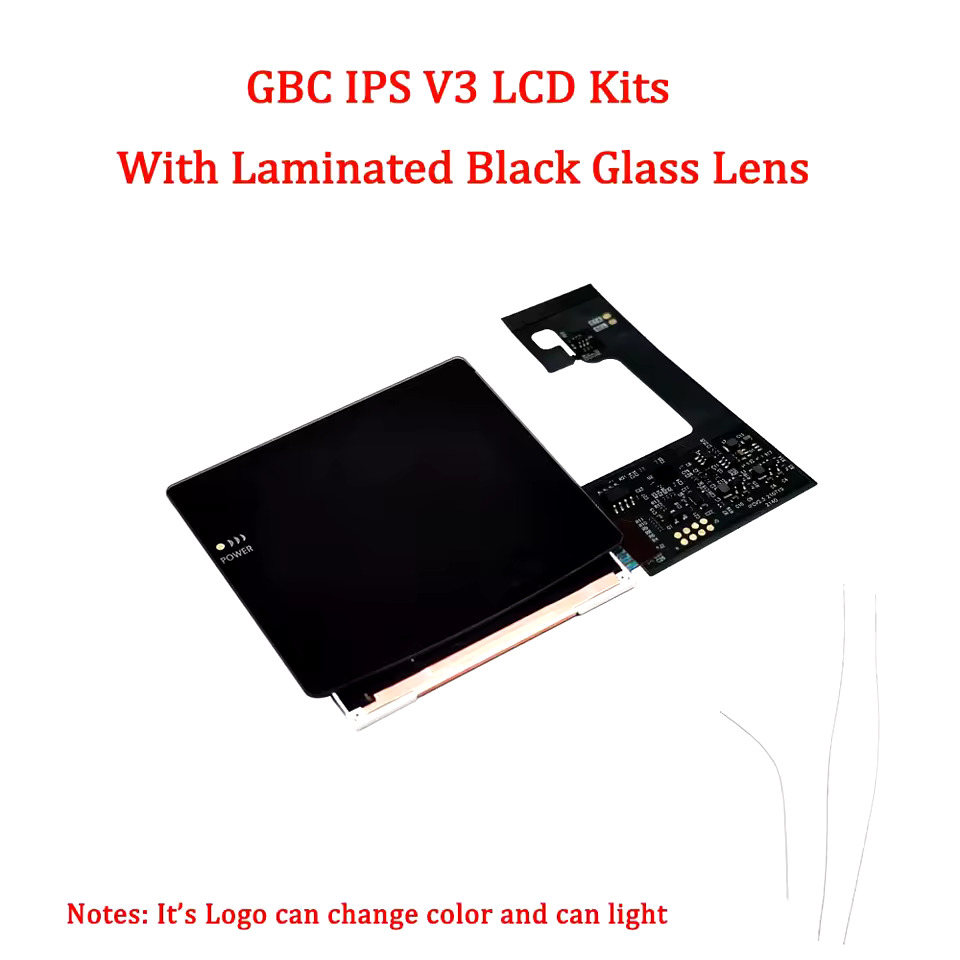 GBC IPS V3 LCD Kits
With Laminated Black Glass Lens
POWER
Notes: It's Logo can change color and can light